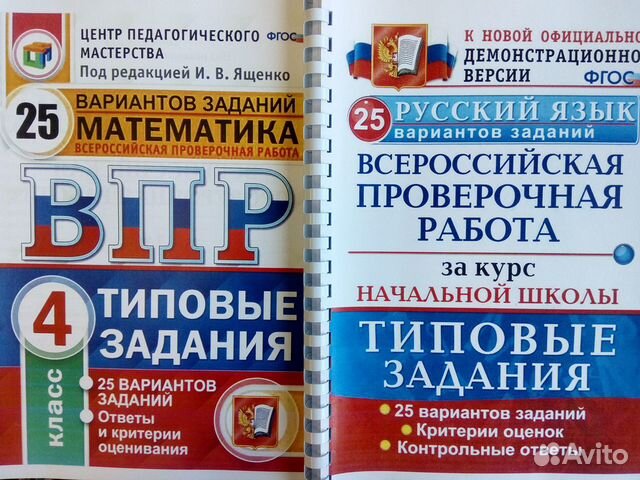 ЦЕНТР ПЕДАГОГИЧЕСКОГО ФГОС
МАСТЕРСТВА
Под редакцией И. В. Ященко
25
ВАРИАНТОВ ЗАДАНИЙ
МАТЕМАТИКА
ВСЕРОССИЙСКАЯ ПРОВЕРОЧНАЯ РАБОТА
ВПР
4
класс
ТИПОВЫЕ
ЗАДАНИЯ
• 25 ВАРИАНТОВ
ЗАДАНИЙ
• Ответы
и критерии
оценивания
К НОВОЙ ОФИЦИАЛЬНО
ДЕМОНСТРАЦИОННО
ВЕРСИИ
ФГОС
25
РУССКИЙ ЯЗЫК
вариантов заданий
ВСЕРОССИЙСКАЯ
ПРОВЕРОЧНАЯ
РАБОТА
за курс
НАЧАЛЬНОЙ ШКОЛЫ
ТИПОВЫЕ
ЗАДАНИЯ
• 25 вариантов заданий
• Критерии оценок
• Контрольные ответы
Avito